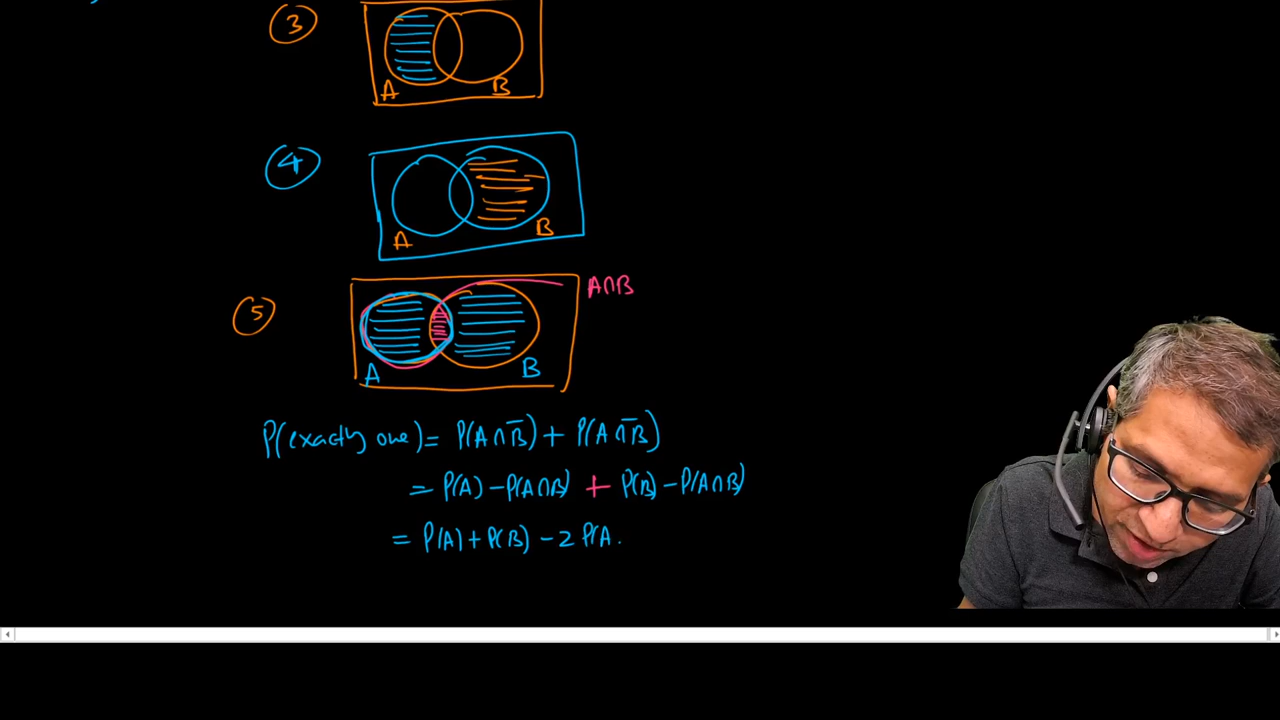 3
A B
4
A B
5
A∩B
A B
P(exactly one) = P(A∩B̅) + P(A∩B̅)
= P(A) - P(A∩B) + P(B) - P(A∩B)
= P(A) + P(B) - 2 P(A.